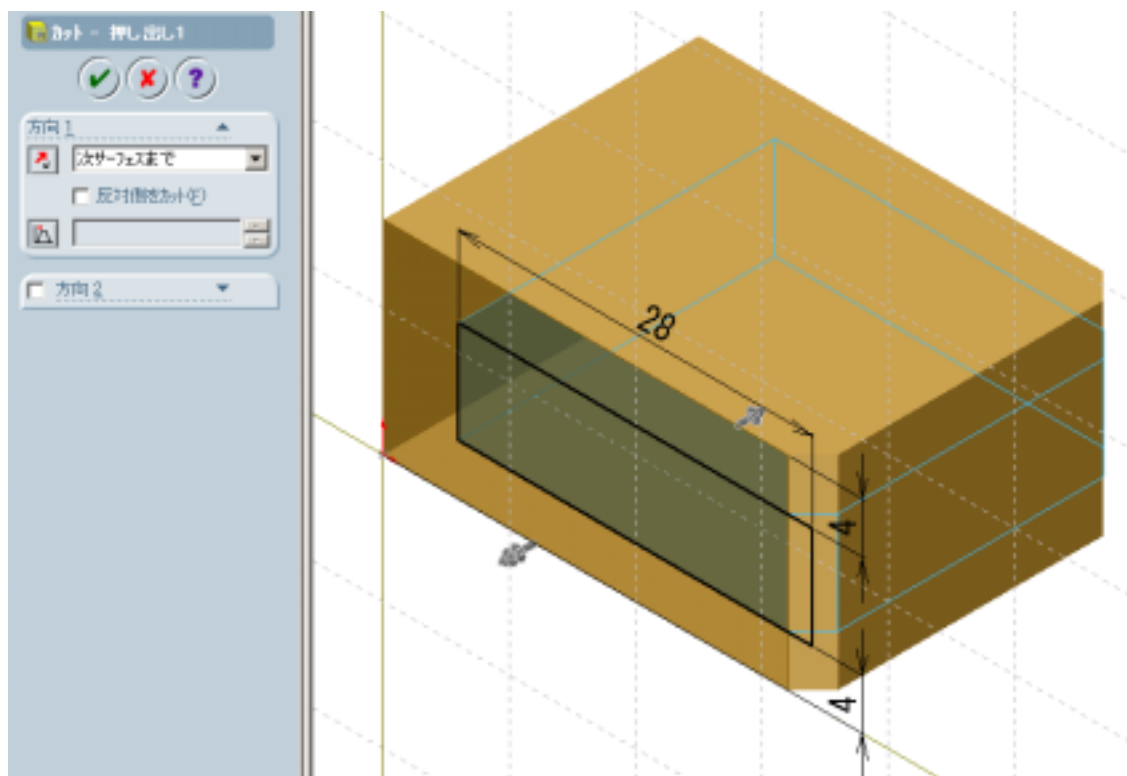 カット - 押し出し1
?
方向 1
次サーフェスまで
反対側をカット(F)
方向 2
28
4
4